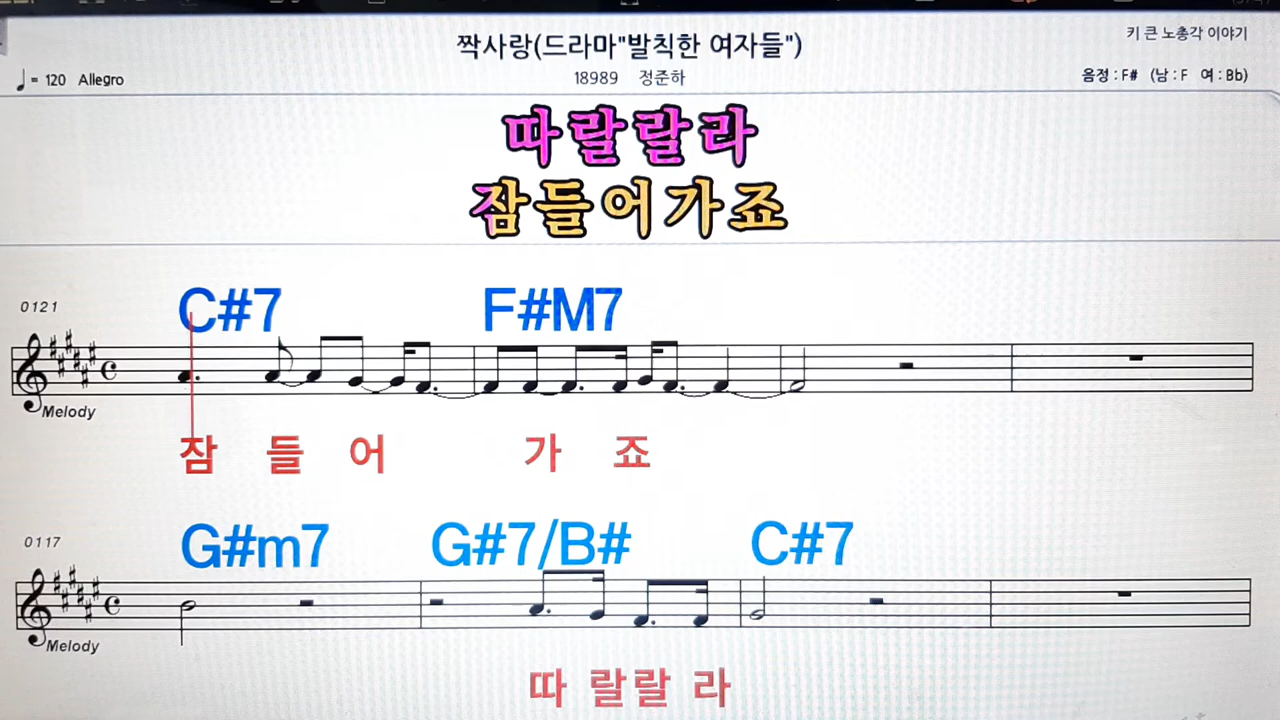 짝사랑(드라마"발칙한 여자들")
키 큰 노총각 이야기
♩= 120 Allegro
18989 정준하
음정 : F# (남 : F 여 : Bb)
따랄랄라
잠들어가죠
0121
C#7 F#M7
Melody
잠 들 어 가 죠
0117
G#m7 G#7/B# C#7
Melody
따 랄랄 라